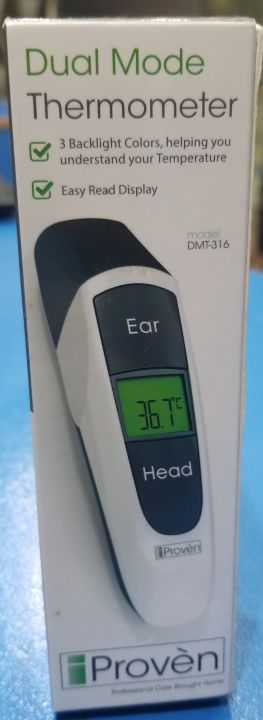 Dual Mode
Thermometer
3 Backlight Colors, helping you
understand your Temperature
Easy Read Display
model:
DMT-316
Ear
36.7°C
Head
iProvèn
iProvèn
Professional Care Brought Home